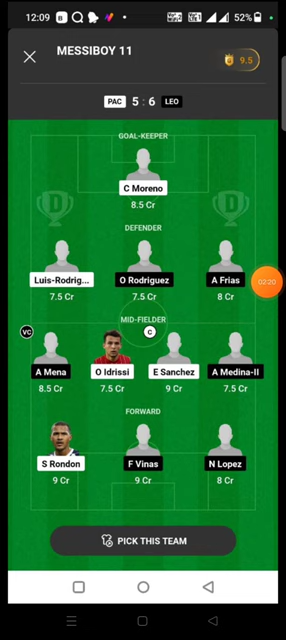 12:09
52%
MESSIBOY 11
9.5
PAC 5 : 6 LEO
GOAL-KEEPER
C Moreno
8.5 Cr
DEFENDER
Luis-Rodrig... O Rodriguez A Frias
7.5 Cr 7.5 Cr 8 Cr
02:20
MID-FIELDER
VC C
A Mena O Idrissi E Sanchez A Medina-II
8.5 Cr 7.5 Cr 9 Cr 7.5 Cr
FORWARD
S Rondon F Vinas N Lopez
9 Cr 9 Cr 8 Cr
PICK THIS TEAM